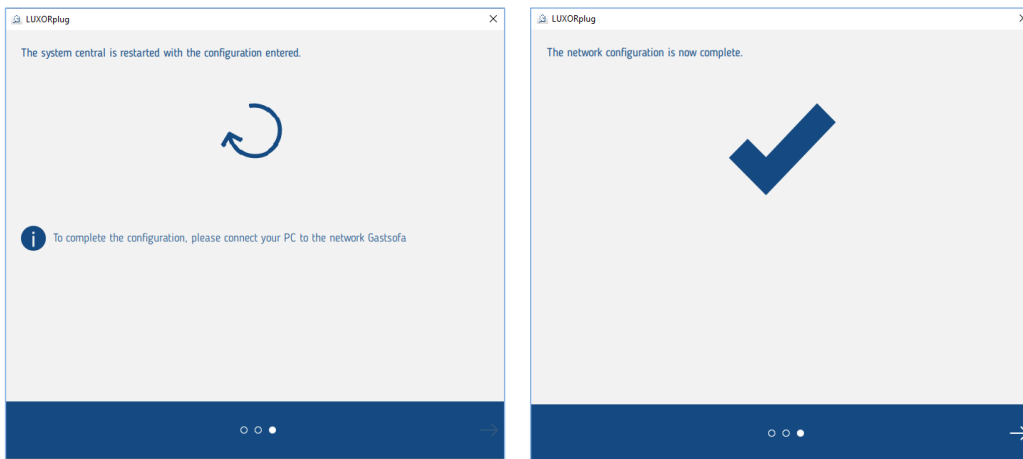 LUXORplug
The system central is restarted with the configuration entered.
To complete the configuration, please connect your PC to the network Gastsofa
LUXORplug
The network configuration is now complete.